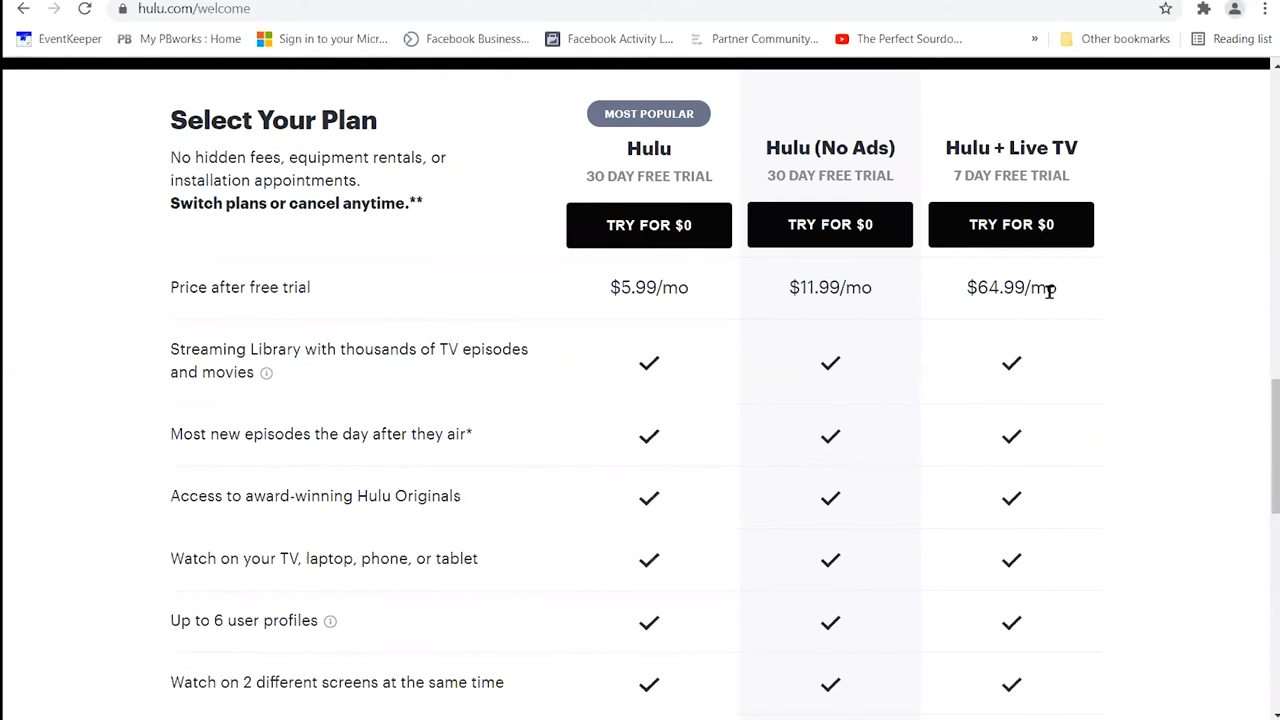 hulu.com/welcome
EventKeeper
PB My PBworks : Home
Sign in to your Micr...
Facebook Business...
Facebook Activity L...
Partner Community...
The Perfect Sourdo...
»
Other bookmarks
Reading list
Select Your Plan
No hidden fees, equipment rentals, or
installation appointments.
Switch plans or cancel anytime.**
MOST POPULAR
Hulu
30 DAY FREE TRIAL
TRY FOR $0
Hulu (No Ads)
30 DAY FREE TRIAL
TRY FOR $0
Hulu + Live TV
7 DAY FREE TRIAL
TRY FOR $0
Price after free trial
$5.99/mo
$11.99/mo
$64.99/mo
Streaming Library with thousands of TV episodes
and movies
Most new episodes the day after they air*
Access to award-winning Hulu Originals
Watch on your TV, laptop, phone, or tablet
Up to 6 user profiles
Watch on 2 different screens at the same time